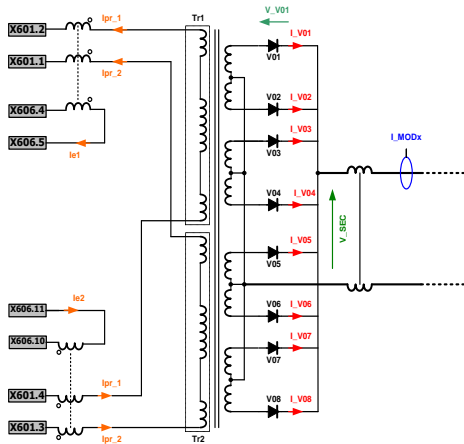 V_V01
X601.2
Ipr_1
Tr1
I_V01
V01
X601.1
Ipr_2
X606.4
V02
I_V02
I_V03
V03
X606.5
Ie1
I_MODx
V04
I_V04
V_SEC
I_V05
V05
X606.11
Ie2
V06
I_V06
X606.10
I_V07
V07
X601.4
Ipr_1
V08
I_V08
X601.3
Ipr_2
Tr2